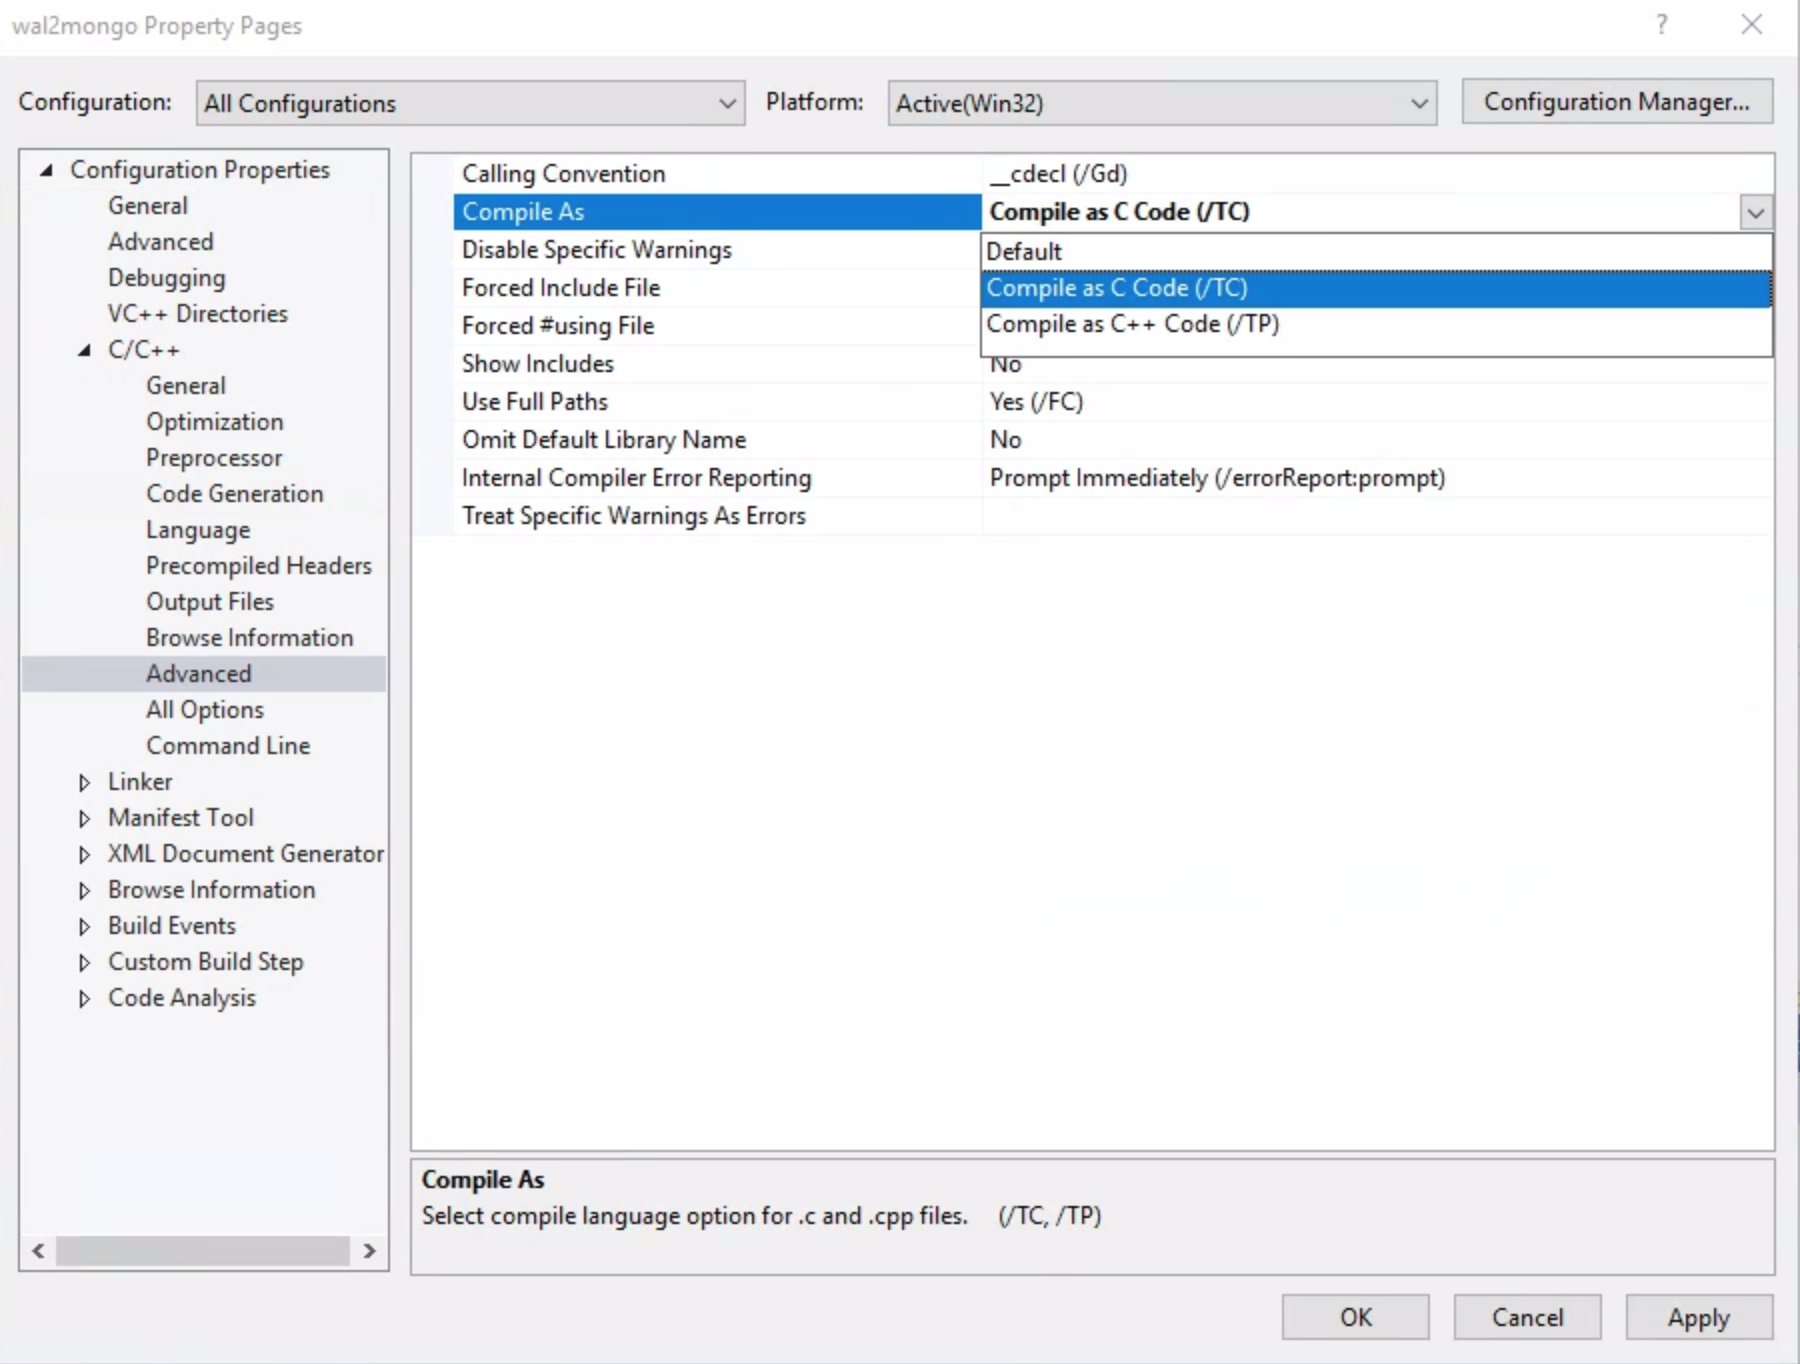 wal2mongo Property Pages
Configuration: All Configurations Platform: Active(Win32) Configuration Manager...
Configuration Properties
General
Advanced
Debugging
VC++ Directories
C/C++
General
Optimization
Preprocessor
Code Generation
Language
Precompiled Headers
Output Files
Browse Information
Advanced
All Options
Command Line
Linker
Manifest Tool
XML Document Generator
Browse Information
Build Events
Custom Build Step
Code Analysis
Calling Convention __cdecl (/Gd)
Compile As Compile as C Code (/TC)
Disable Specific Warnings Default
Forced Include File Compile as C Code (/TC)
Forced #using File Compile as C++ Code (/TP)
Show Includes No
Use Full Paths Yes (/FC)
Omit Default Library Name No
Internal Compiler Error Reporting Prompt Immediately (/errorReport:prompt)
Treat Specific Warnings As Errors
Compile As
Select compile language option for .c and .cpp files. (/TC, /TP)
OK Cancel Apply